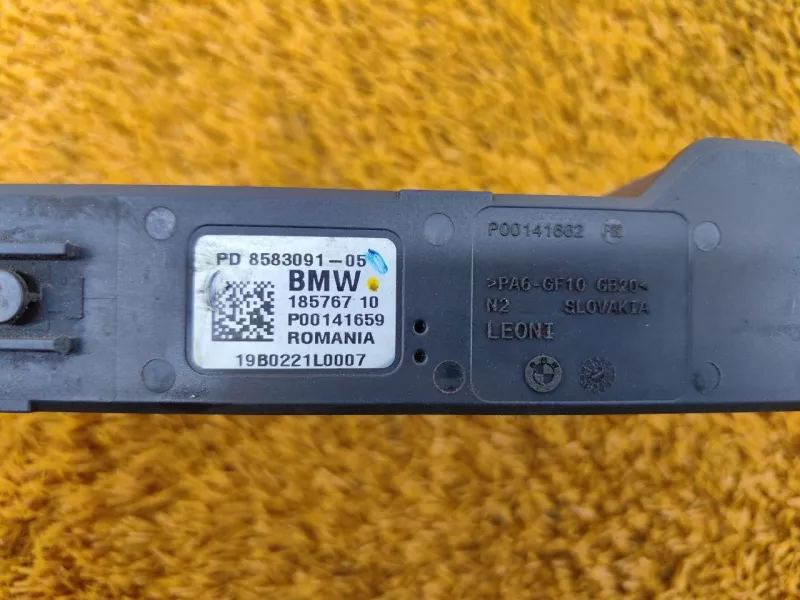 PD 8583091-05
BMW
185767 10
P00141659
ROMANIA
19B0221L0007
P00141662
>PA6-GF10 GB20<
N2 SLOVAKIA
LEONI